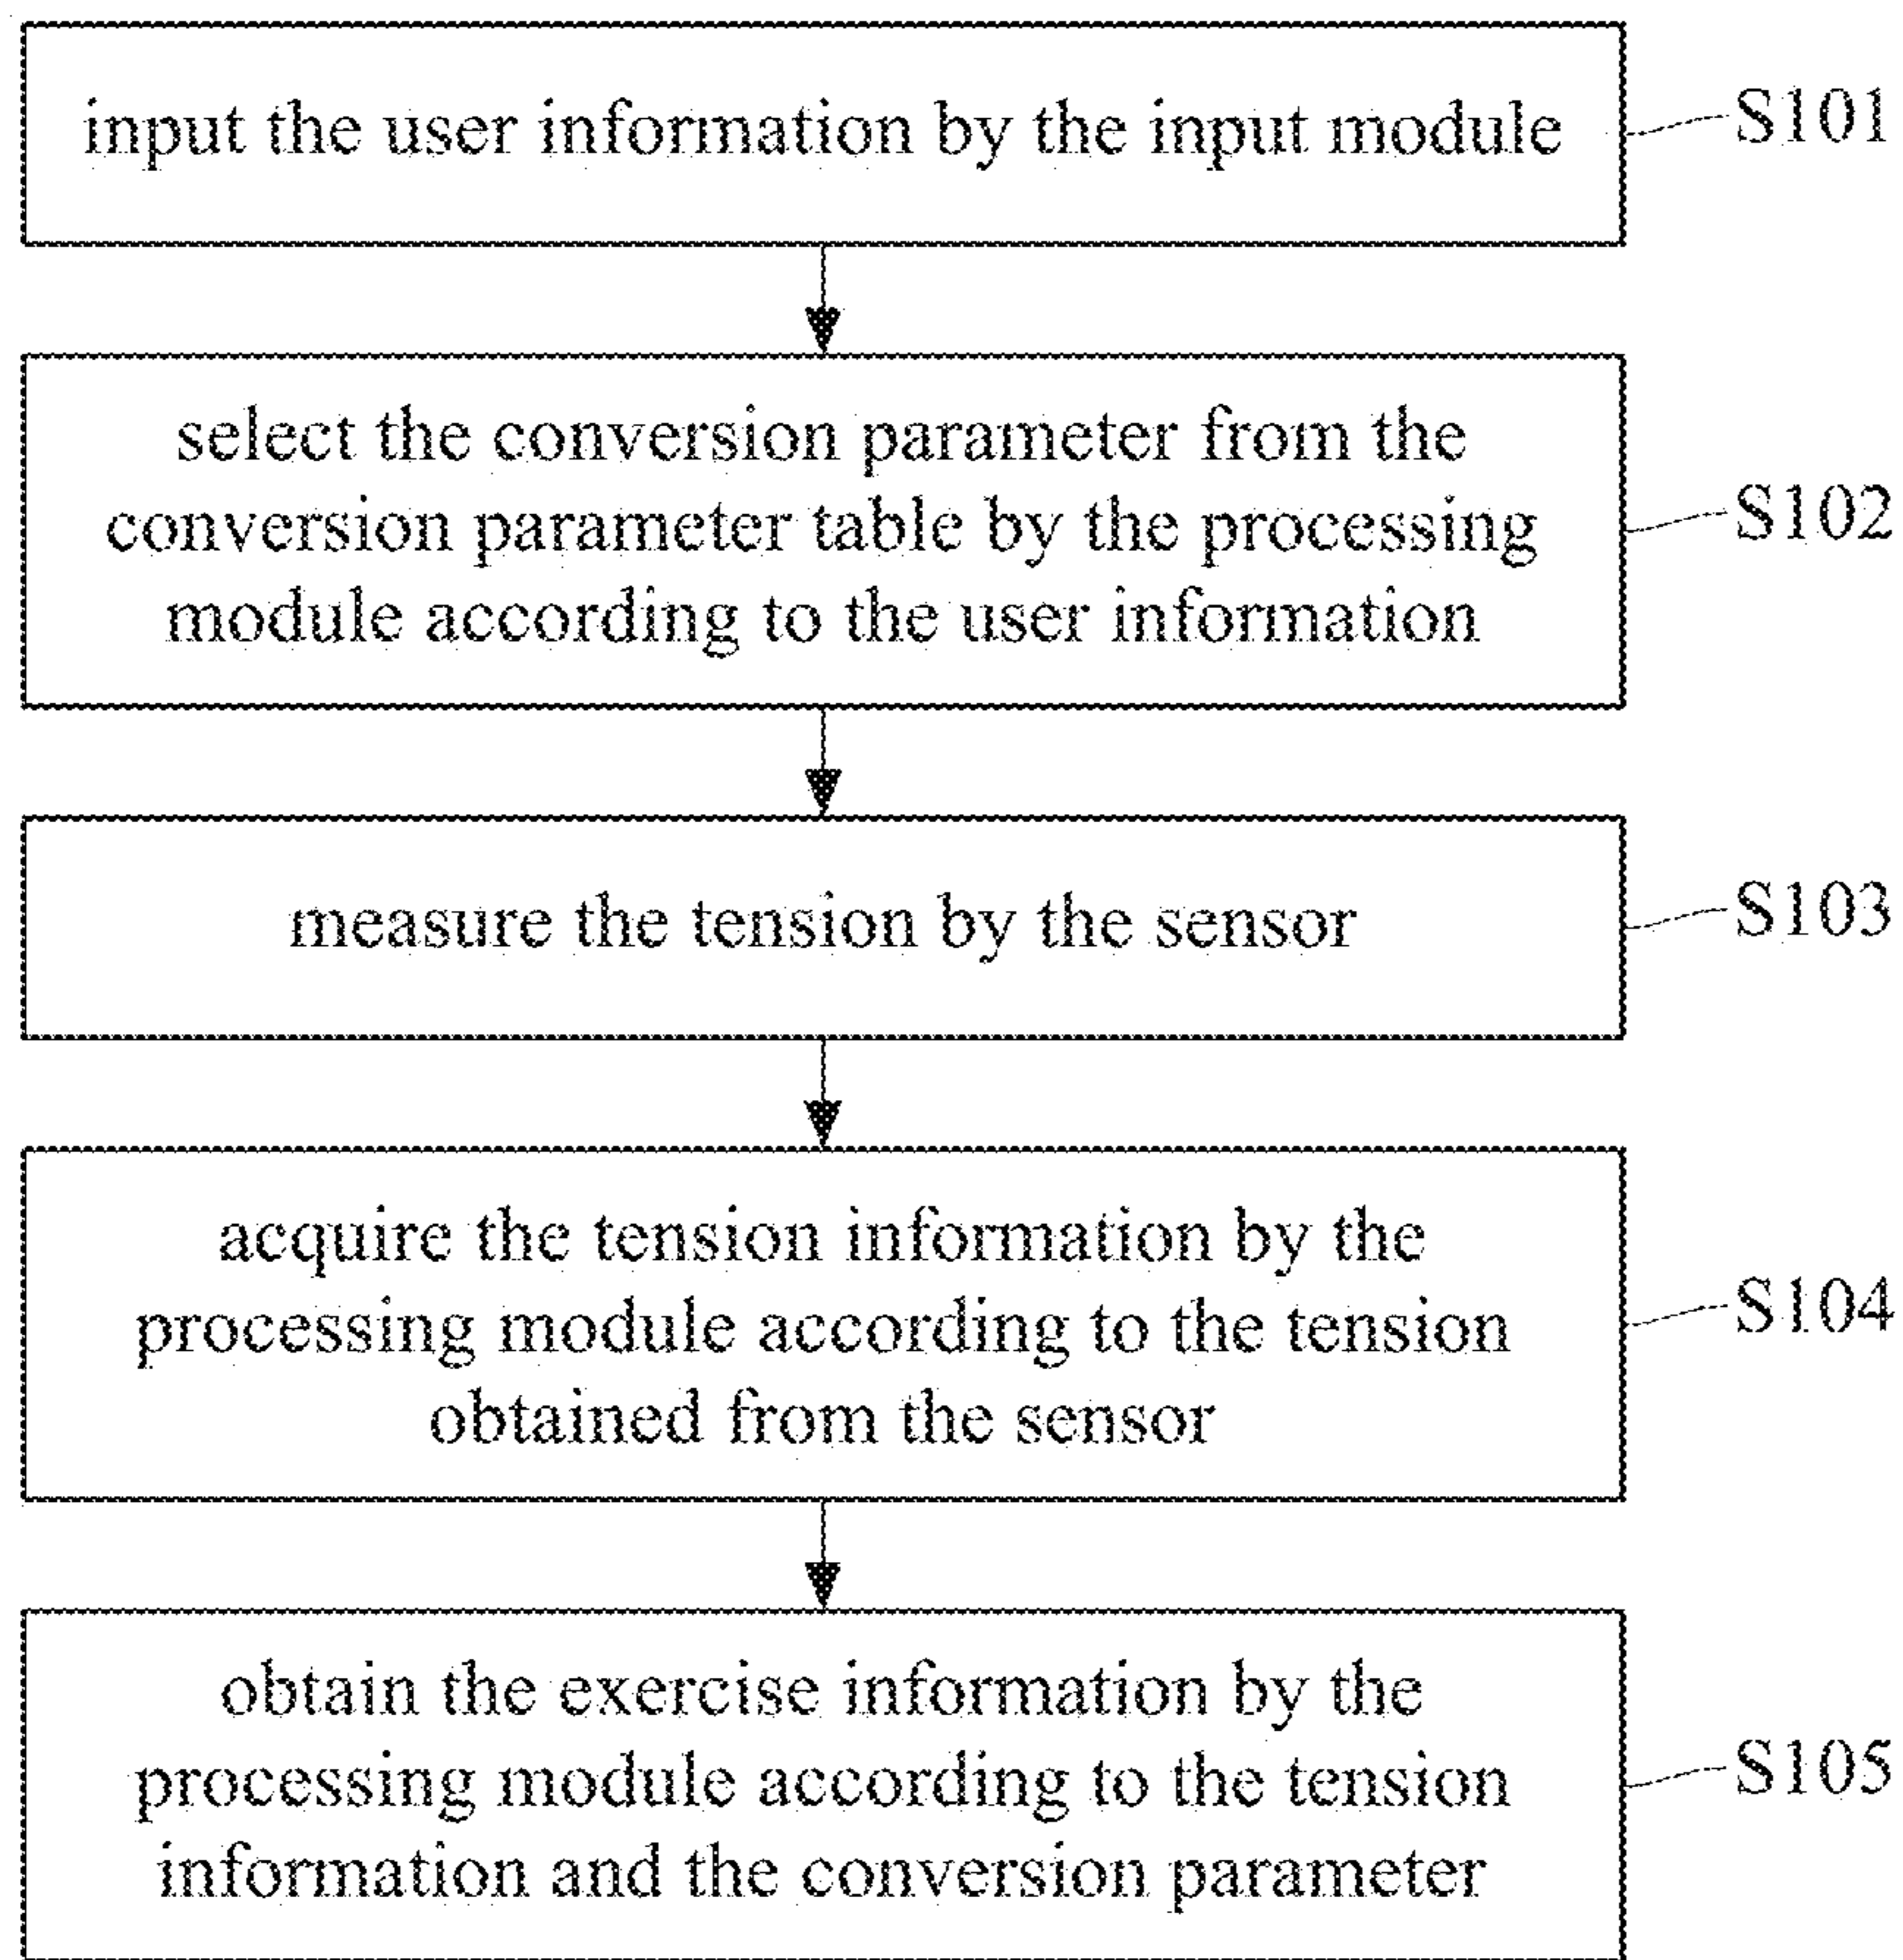 input the user information by the input module
S101
select the conversion parameter from the
conversion parameter table by the processing
module according to the user information
S102
measure the tension by the sensor
S103
acquire the tension information by the
processing module according to the tension
obtained from the sensor
S104
obtain the exercise information by the
processing module according to the tension
information and the conversion parameter
S105